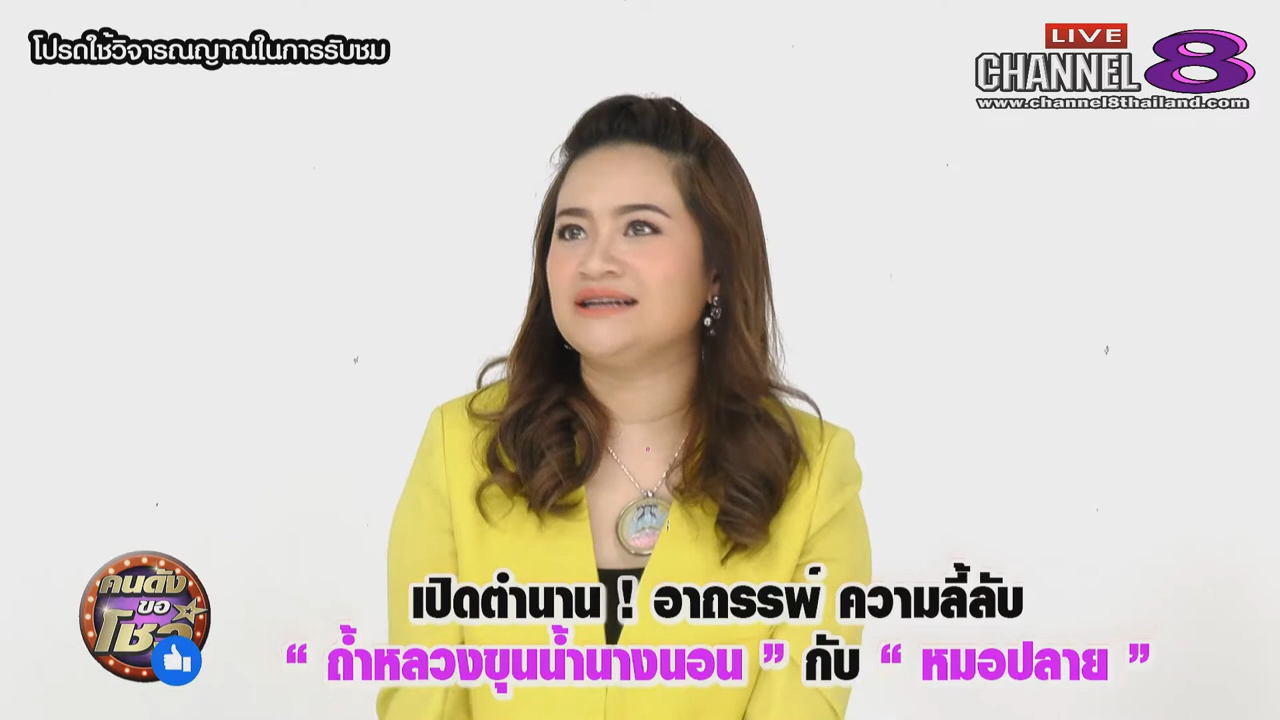 โปรดใช้วิจารณญาณในการรับชม
LIVE
CHANNEL 8
www.channel8thailand.com
คนดัง
ขอ
โชว์
เปิดตำนาน ! อาถรรพ์ ความลี้ลับ
“ ถ้ำหลวงขุนน้ำนางนอน ” กับ “ หมอปลาย ”